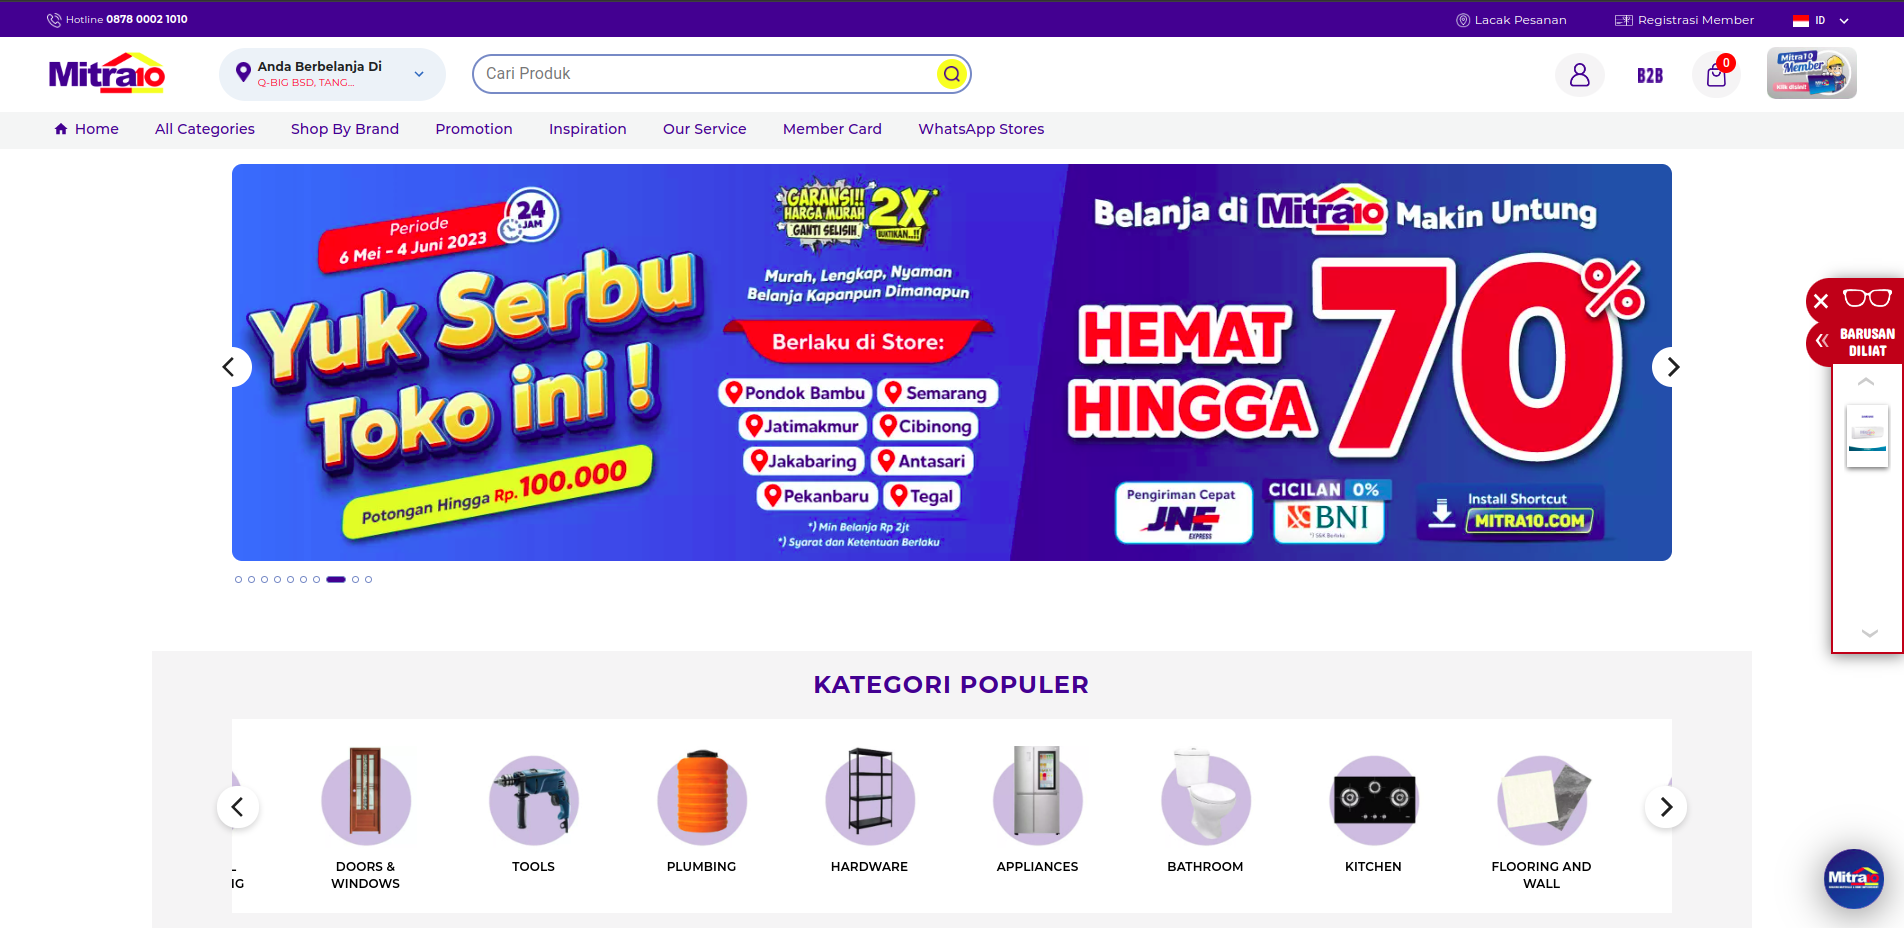 Hotline 0878 0002 1010
Lacak Pesanan
Registrasi Member
ID
Mitra10
Anda Berbelanja Di
Q-BIG BSD, TANG...
Cari Produk
B2B
0
Mitra10
Member
Klik disini!
Home
All Categories
Shop By Brand
Promotion
Inspiration
Our Service
Member Card
WhatsApp Stores
Periode
6 Mei - 4 Juni 2023
24
JAM
Yuk Serbu
Toko ini !
Potongan Hingga Rp.100.000
GARANSI!!!
HARGA MURAH
GANTI SELISIH
2X
BUKTIKAN..!!
Murah, Lengkap, Nyaman
Belanja Kapanpun Dimanapun
Berlaku di Store:
Pondok Bambu
Semarang
Jatimakmur
Cibinong
Jakabaring
Antasari
Pekanbaru
Tegal
*) Min Belanja Rp 2jt
*) Syarat dan Ketentuan Berlaku
Belanja di Mitra10 Makin Untung
HEMAT
HINGGA
70%
Pengiriman Cepat
JNE
EXPRESS
CICILAN 0%
BNI
Install Shortcut
MITRA10.COM
BARUSAN
DILIAT
KATEGORI POPULER
DOORS &
WINDOWS
TOOLS
PLUMBING
HARDWARE
APPLIANCES
BATHROOM
KITCHEN
FLOORING AND
WALL
IG
Mitra10